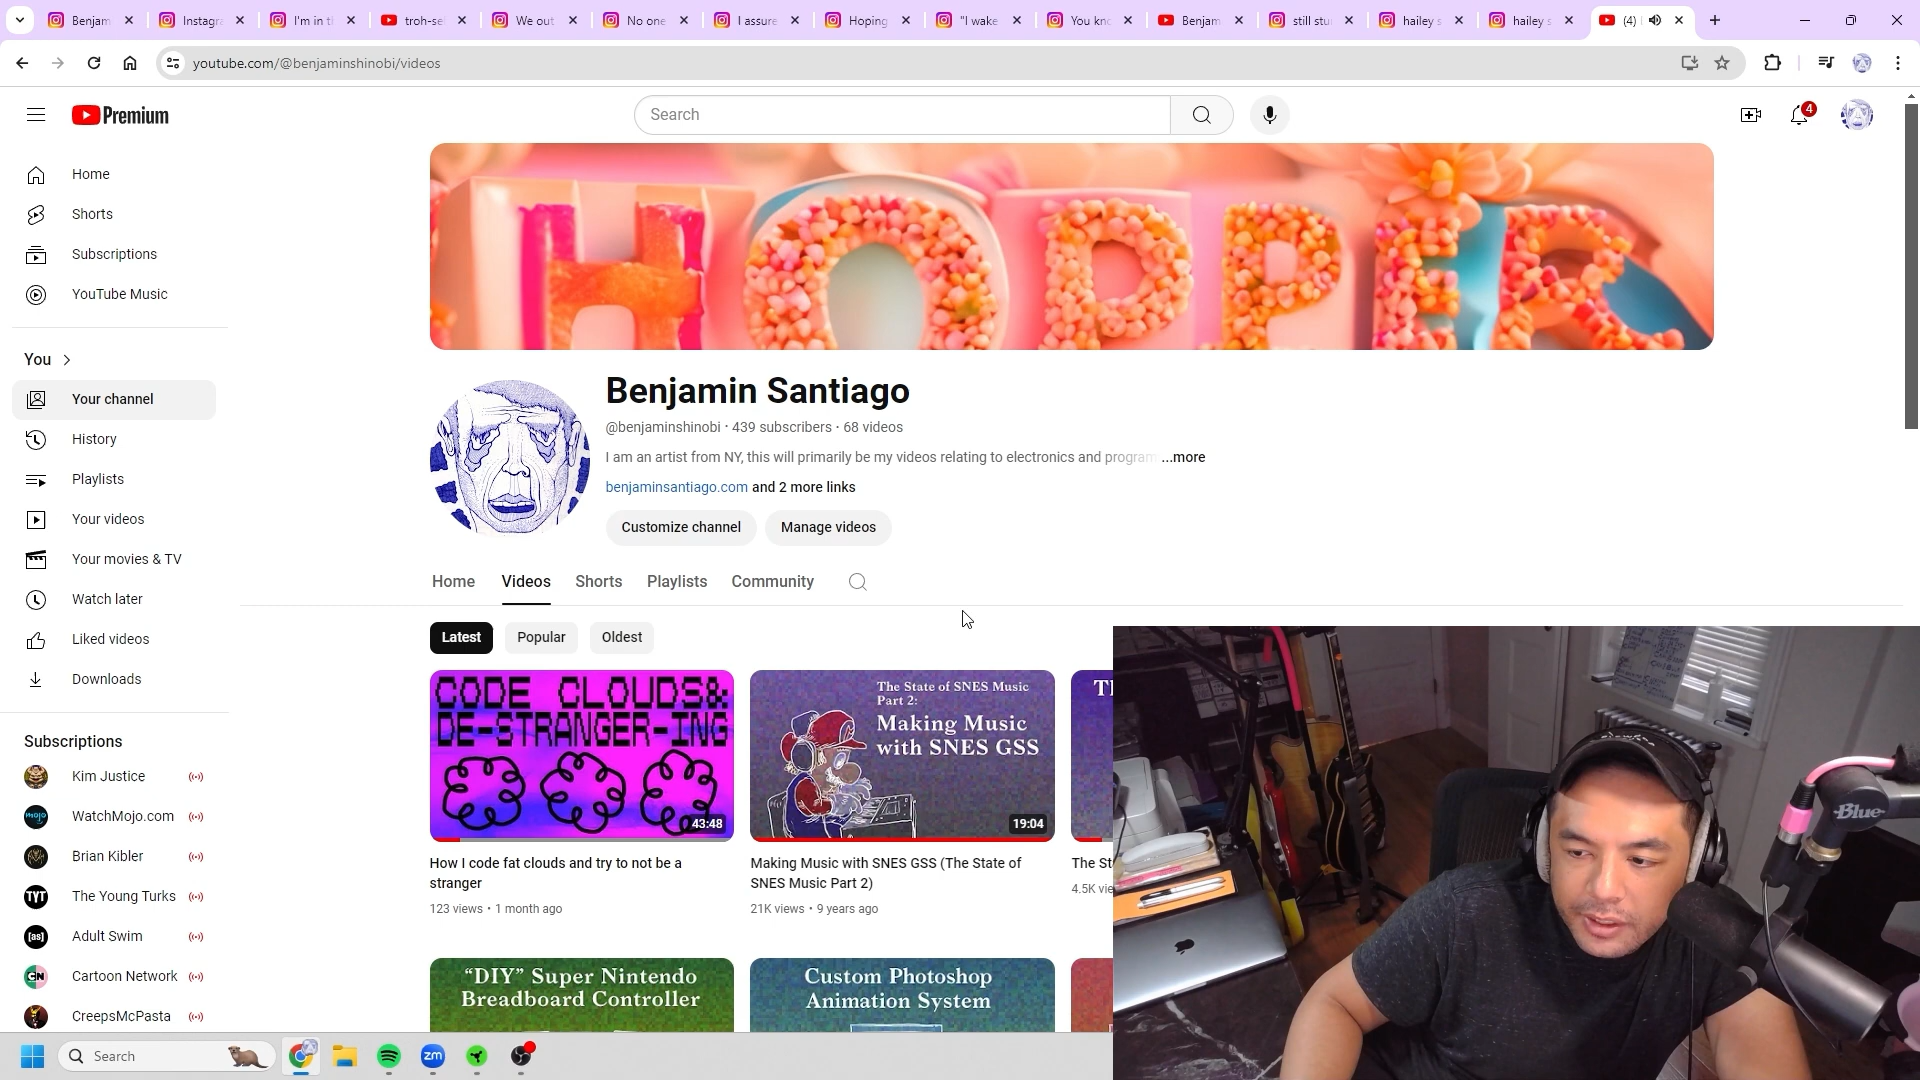 Benjam
Instagra
I'm in t
troh-se
We out
No one
I assure
Hoping
"I wake
You kno
Benjam
still stu
hailey s
hailey s
(4)
youtube.com/@benjaminshinobi/videos
Premium
Search
4
Home
Shorts
Subscriptions
YouTube Music
You
Your channel
History
Playlists
Your videos
Your movies & TV
Watch later
Liked videos
Downloads
Subscriptions
Kim Justice
WatchMojo.com
Brian Kibler
The Young Turks
Adult Swim
Cartoon Network
CreepsMcPasta
mojo
TYT
[as]
CN
HOPPER
Benjamin Santiago
@benjaminshinobi · 439 subscribers · 68 videos
I am an artist from NY, this will primarily be my videos relating to electronics and program ...more
benjaminsantiago.com and 2 more links
Customize channel
Manage videos
Home
Videos
Shorts
Playlists
Community
Latest
Popular
Oldest
CODE CLOUDS&
DE-STRANGER-ING
43:48
How I code fat clouds and try to not be a
stranger
123 views · 1 month ago
The State of SNES Music
Part 2:
Making Music
with SNES GSS
19:04
Making Music with SNES GSS (The State of
SNES Music Part 2)
21K views · 9 years ago
The St
4.5K vie
"DIY" Super Nintendo
Breadboard Controller
Custom Photoshop
Animation System
Blue
Search
zm